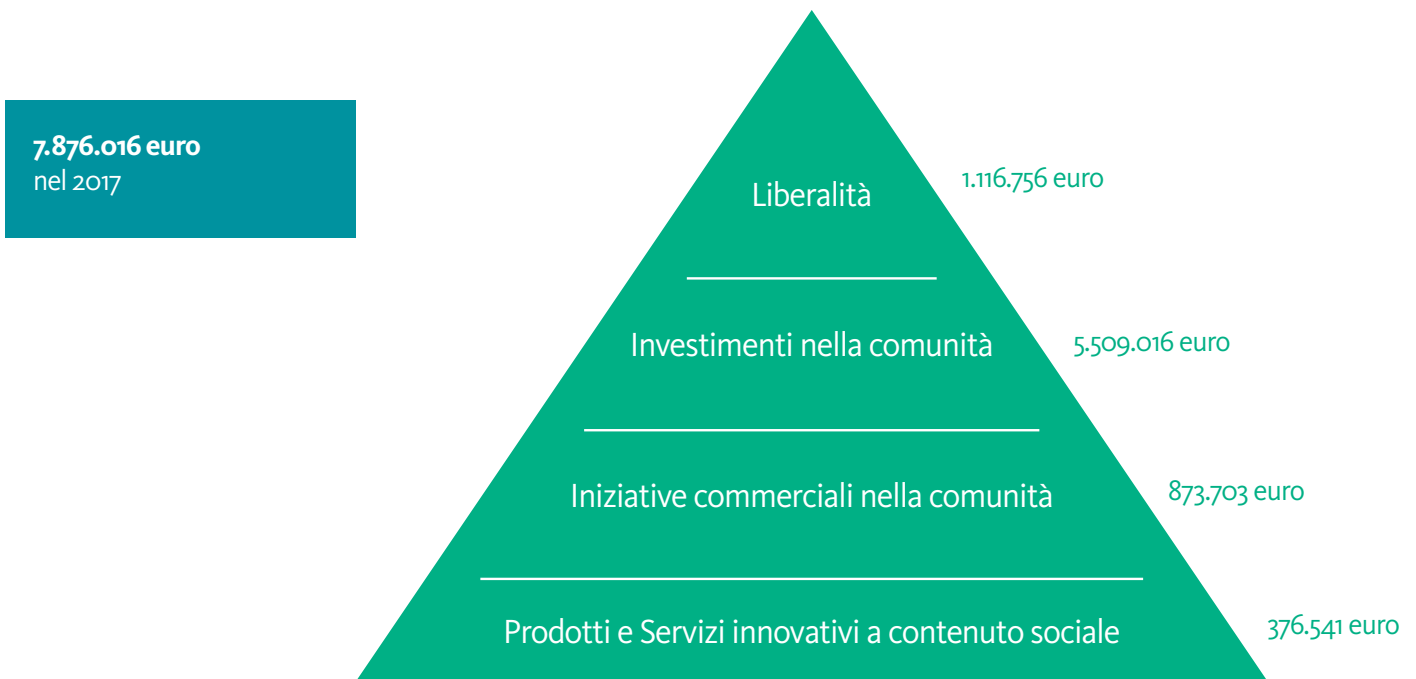 7.876.016 euro
nel 2017
Liberalità
1.116.756 euro
Investimenti nella comunità
5.509.016 euro
Iniziative commerciali nella comunità
873.703 euro
Prodotti e Servizi innovativi a contenuto sociale
376.541 euro